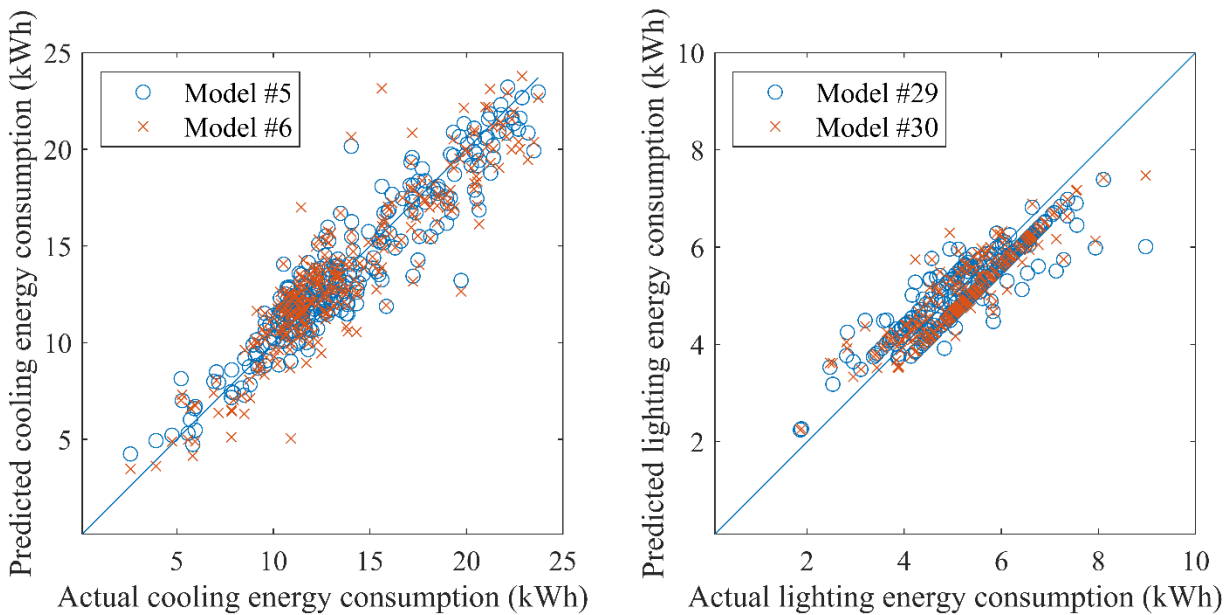 Predicted cooling energy consumption (kWh)
25
20
15
10
5
Model #5
Model #6
5
10
15
20
25
Actual cooling energy consumption (kWh)
Predicted lighting energy consumption (kWh)
10
8
6
4
2
Model #29
Model #30
2
4
6
8
10
Actual lighting energy consumption (kWh)